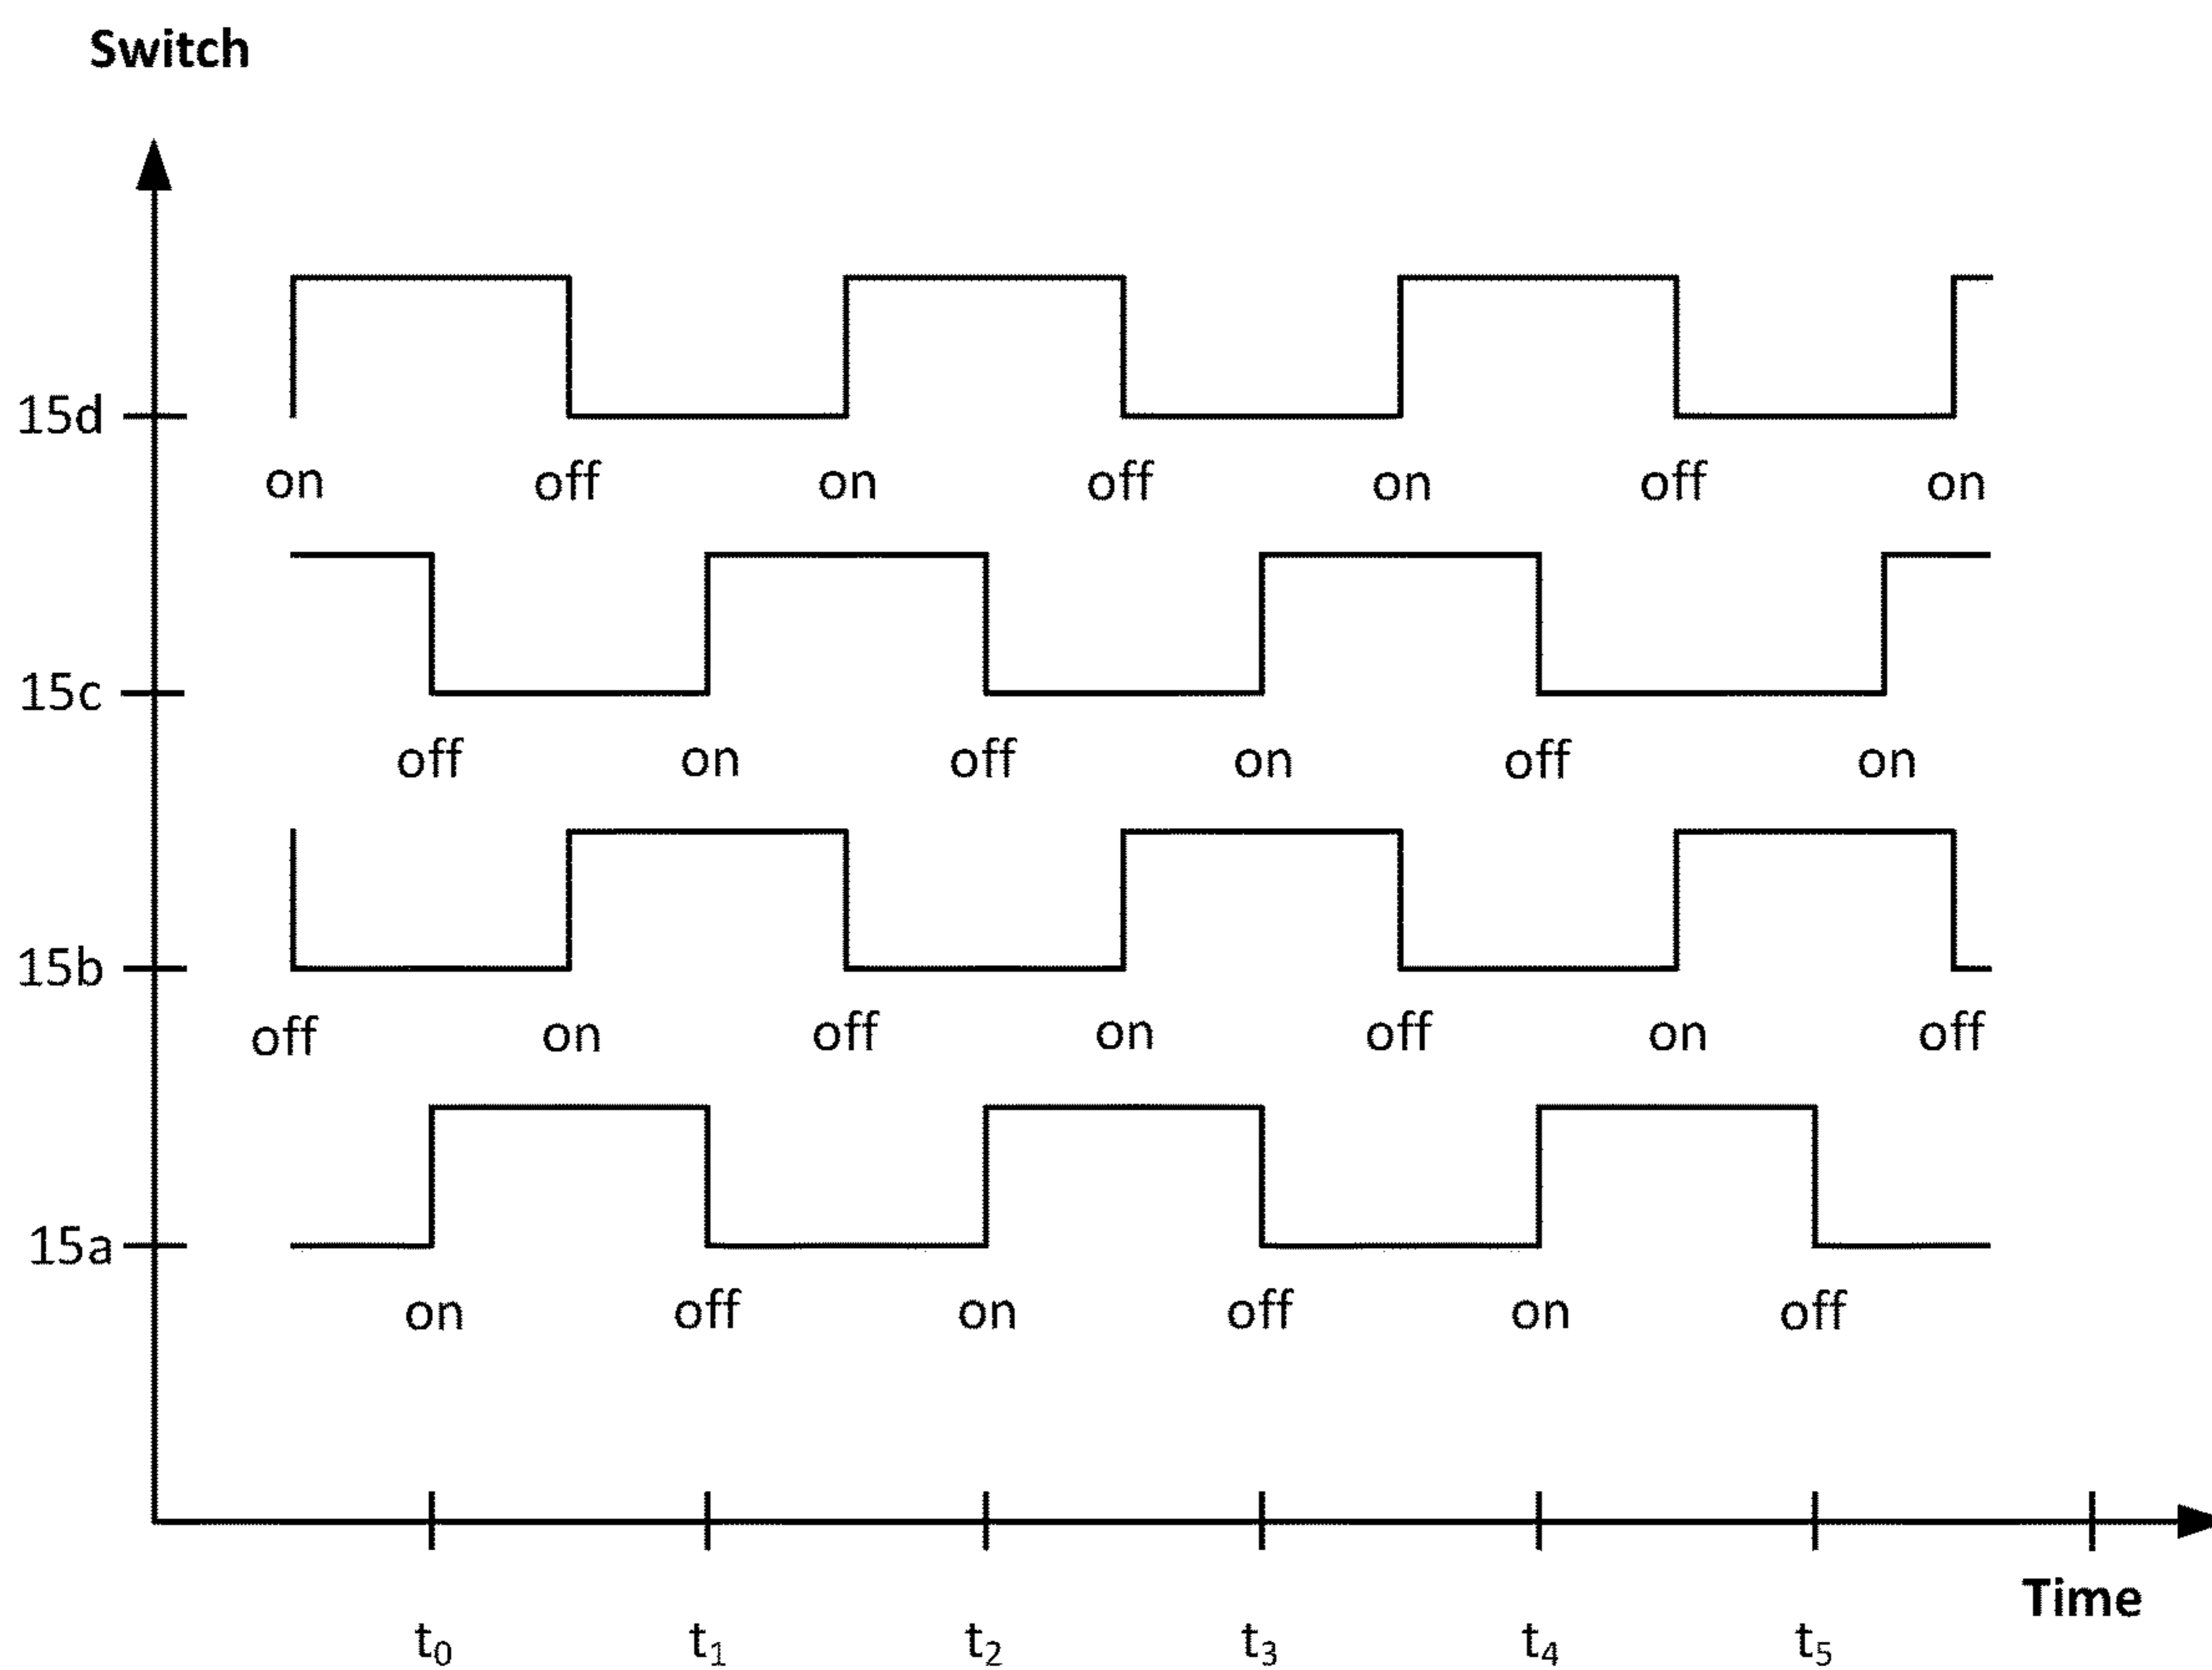 Switch
15d
on off on off on off on
15c
off on off on off on
15b
off on off on off on off
15a
on off on off on off
Time
t₀ t₁ t₂ t₃ t₄ t₅